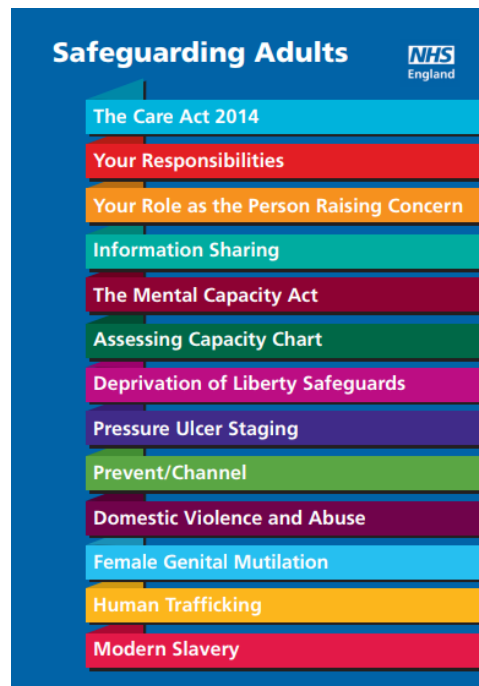 Safeguarding Adults
NHS
England
The Care Act 2014
Your Responsibilities
Your Role as the Person Raising Concern
Information Sharing
The Mental Capacity Act
Assessing Capacity Chart
Deprivation of Liberty Safeguards
Pressure Ulcer Staging
Prevent/Channel
Domestic Violence and Abuse
Female Genital Mutilation
Human Trafficking
Modern Slavery